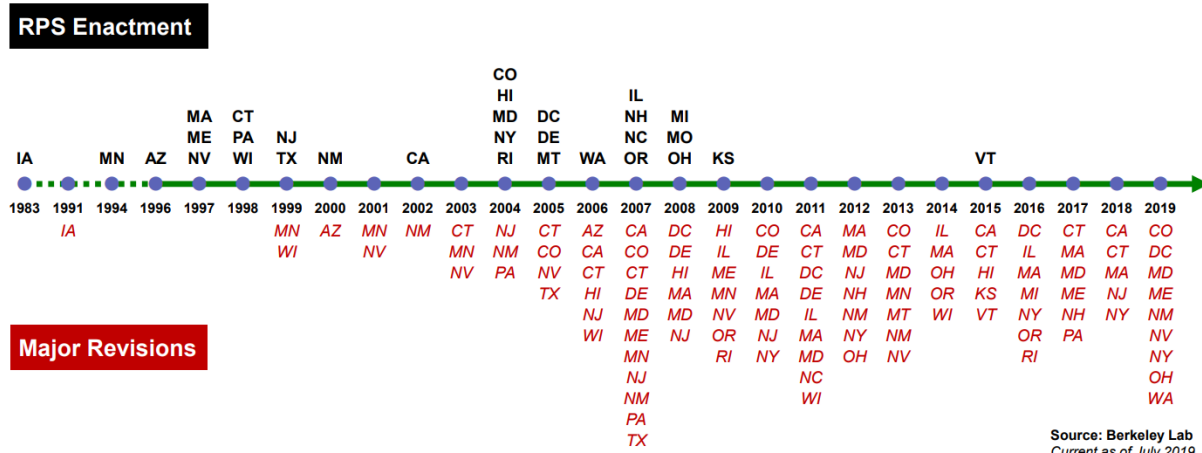 RPS Enactment
CO
HI IL
MA CT MD DC NH MI
ME PA NJ NY DE NC MO
IA MN AZ NV WI TX NM CA RI MT WA OR OH KS VT
1983 1991 1994 1996 1997 1998 1999 2000 2001 2002 2003 2004 2005 2006 2007 2008 2009 2010 2011 2012 2013 2014 2015 2016 2017 2018 2019
IA MN AZ MN NM CT NJ CT AZ CA DC HI CO CA MA CO IL CA DC CT CA CO
WI NV MN NM CO CA CO DE IL DE CT MD CT MA CT IL MA CT DC
NV PA NV CT CT HI ME IL DC NJ MD OH HI MA MD MA MD
TX HI DE MA MN MA DE NH MN OR KS MI ME NJ ME
NJ MD MD NV MD IL NM MT WI VT NY NH NY NM
WI ME NJ OR NJ MA NY NM OR PA NV
MN RI NY MD OH NV RI NY
NJ NC OH
NM WI WA
PA
TX
Major Revisions
Source: Berkeley Lab
Current as of July 2019